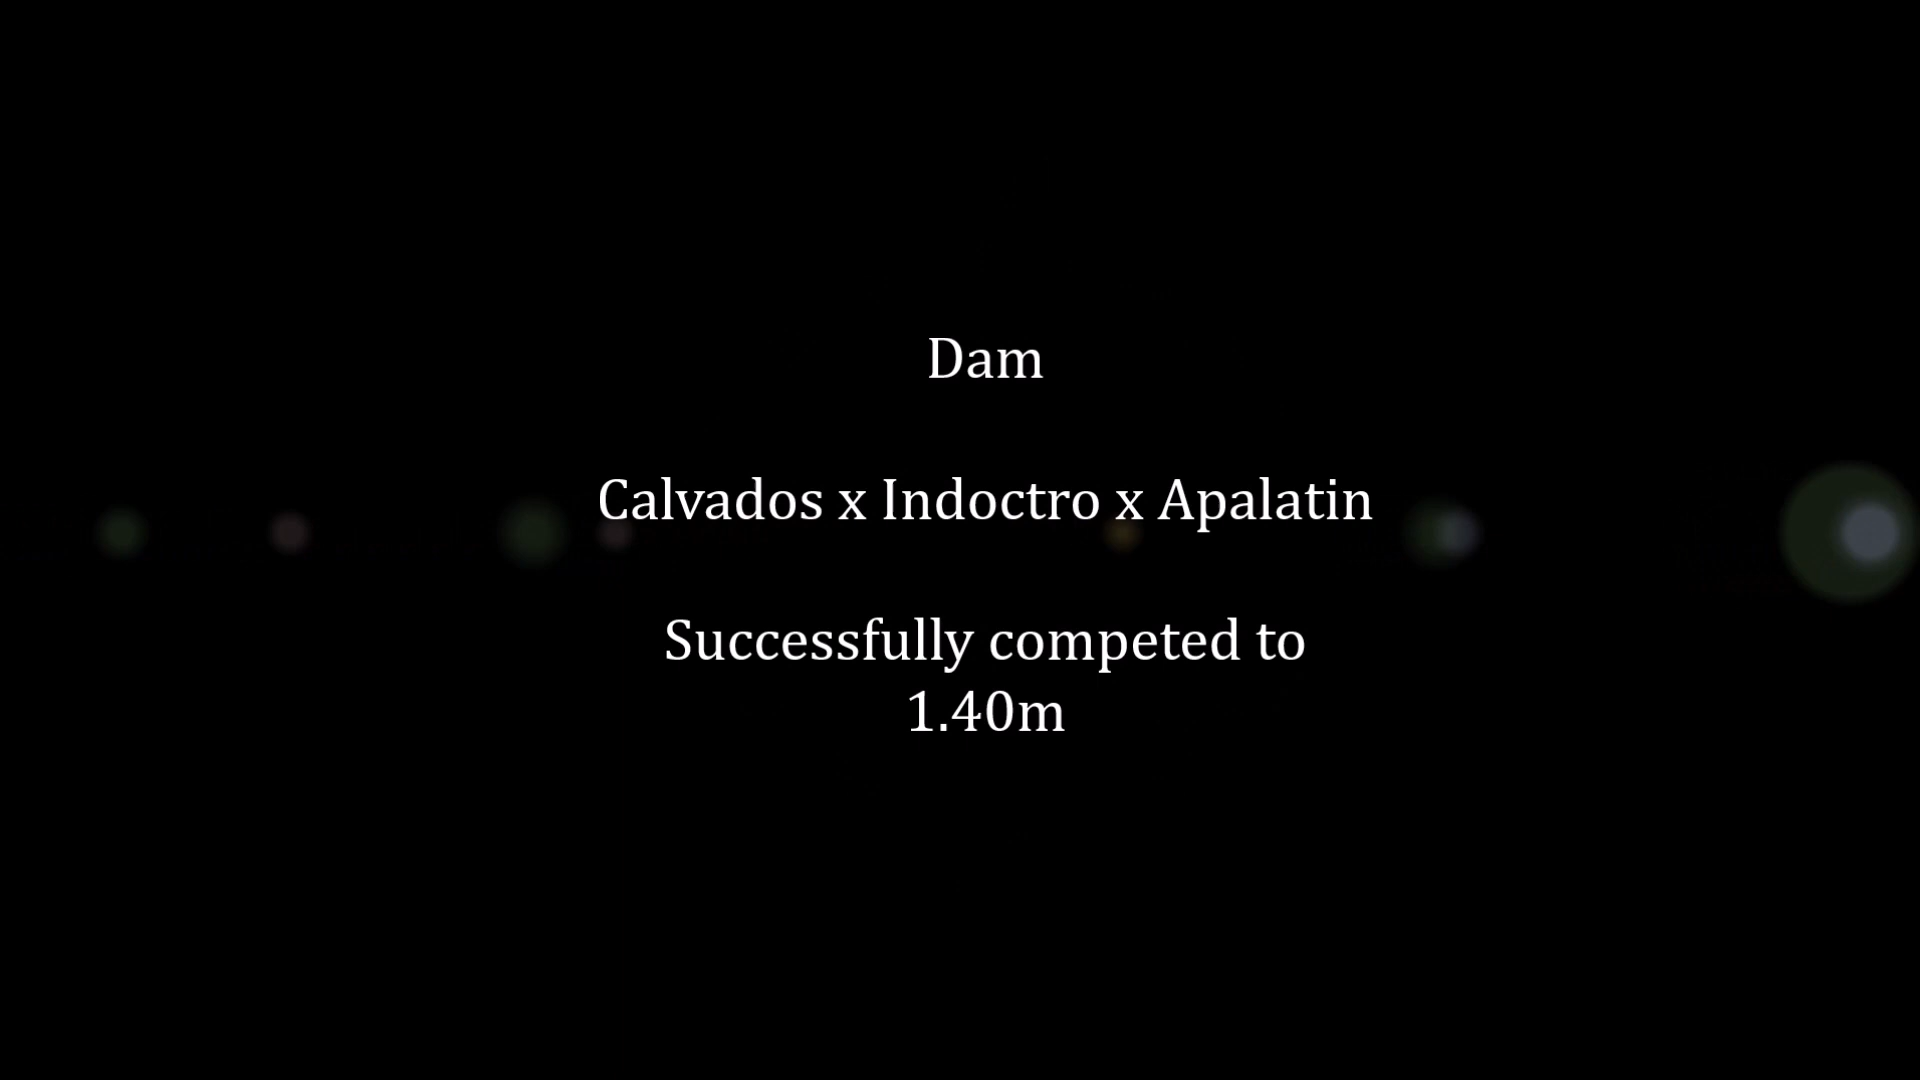 Dam
Calvados x Indoctro x Apalatin
Successfully competed to
1.40m